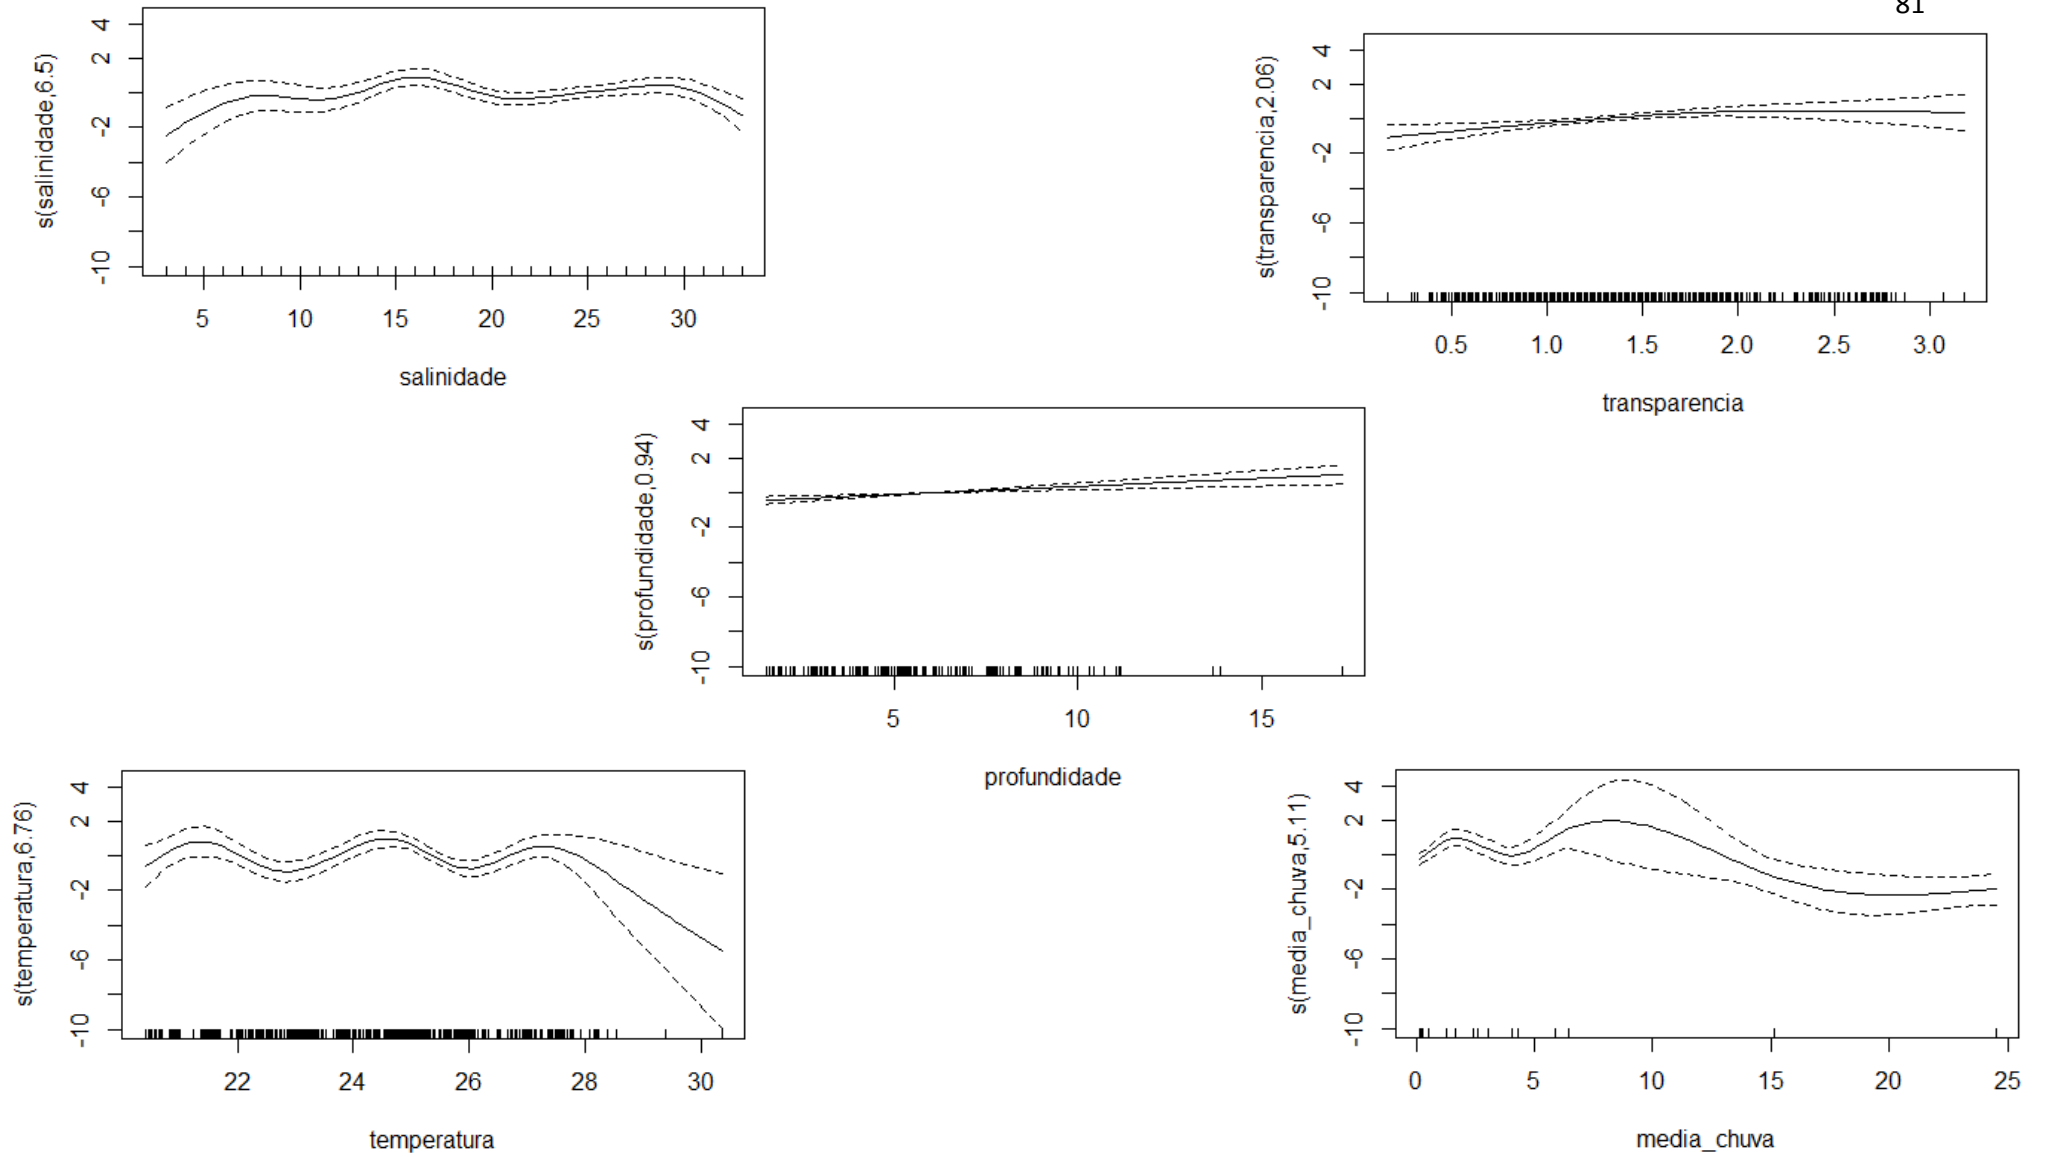 81
4
2
-2
-6
-10
s(salinidade,6.5)
5 10 15 20 25 30
salinidade
4
2
-2
-6
-10
s(transparencia,2.06)
0.5 1.0 1.5 2.0 2.5 3.0
transparencia
4
2
-2
-6
-10
s(profundidade,0.94)
5 10 15
profundidade
4
2
-2
-6
-10
s(temperatura,6.76)
22 24 26 28 30
temperatura
4
2
-2
-6
-10
s(media_chuva,5.11)
0 5 10 15 20 25
media_chuva